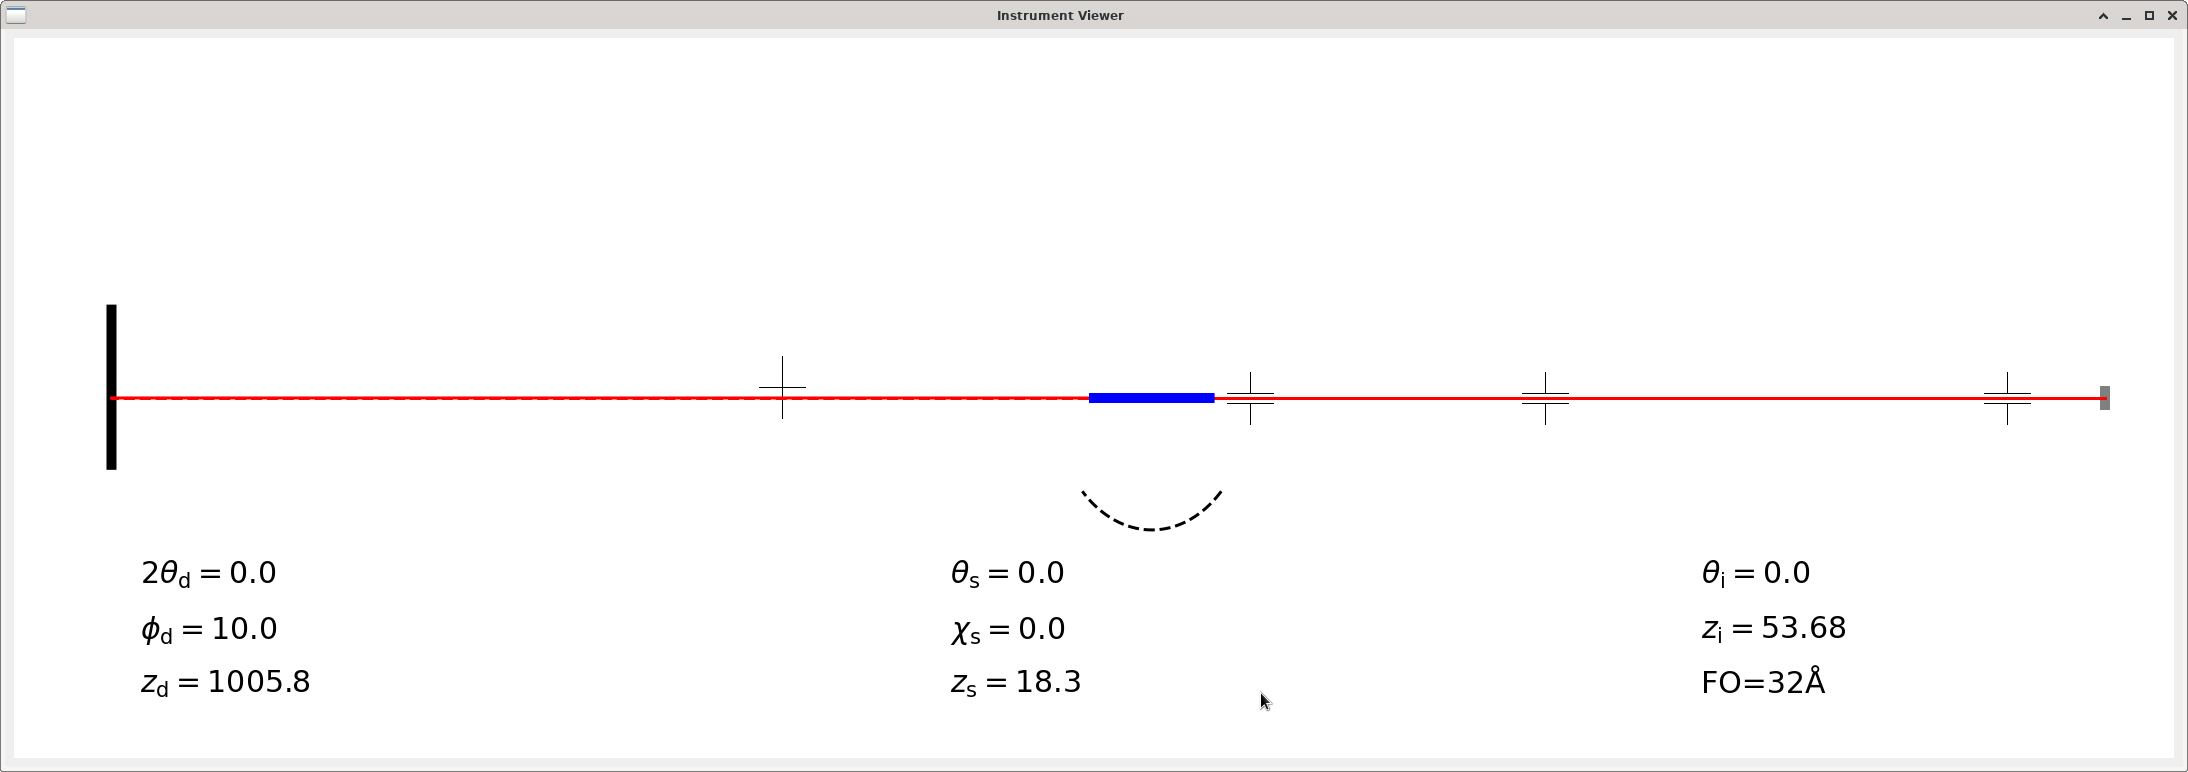 Instrument Viewer
2θd = 0.0
θs = 0.0
θi = 0.0
ϕd = 10.0
χs = 0.0
zi = 53.68
zd = 1005.8
zs = 18.3
FO=32Å